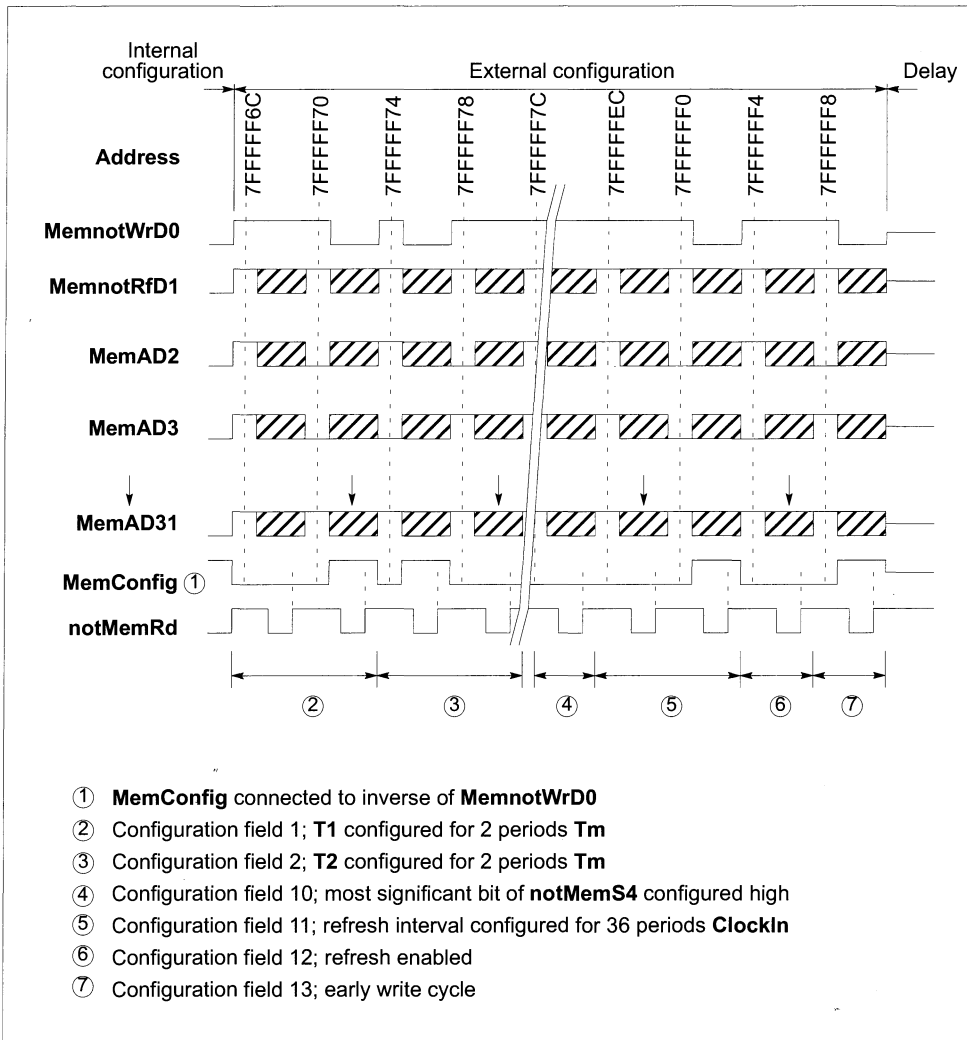 Internal
configuration
External configuration
Delay
Address
7FFFFF6C
7FFFFF70
7FFFFF74
7FFFFF78
7FFFFF7C
7FFFFFEC
7FFFFFF0
7FFFFFF4
7FFFFFF8
MemnotWrD0
MemnotRfD1
MemAD2
MemAD3
MemAD31
MemConfig ①
notMemRd
② ③ ④ ⑤ ⑥ ⑦
① MemConfig connected to inverse of MemnotWrD0
② Configuration field 1; T1 configured for 2 periods Tm
③ Configuration field 2; T2 configured for 2 periods Tm
④ Configuration field 10; most significant bit of notMemS4 configured high
⑤ Configuration field 11; refresh interval configured for 36 periods ClockIn
⑥ Configuration field 12; refresh enabled
⑦ Configuration field 13; early write cycle